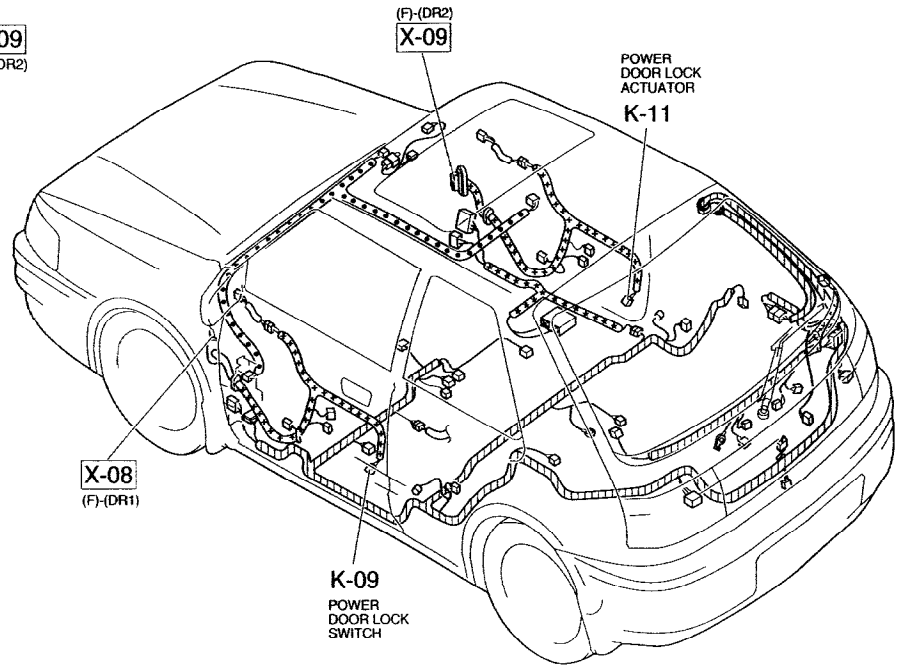 09
DR2)
(F)-(DR2)
X-09
POWER
DOOR LOCK
ACTUATOR
K-11
X-08
(F)-(DR1)
K-09
POWER
DOOR LOCK
SWITCH